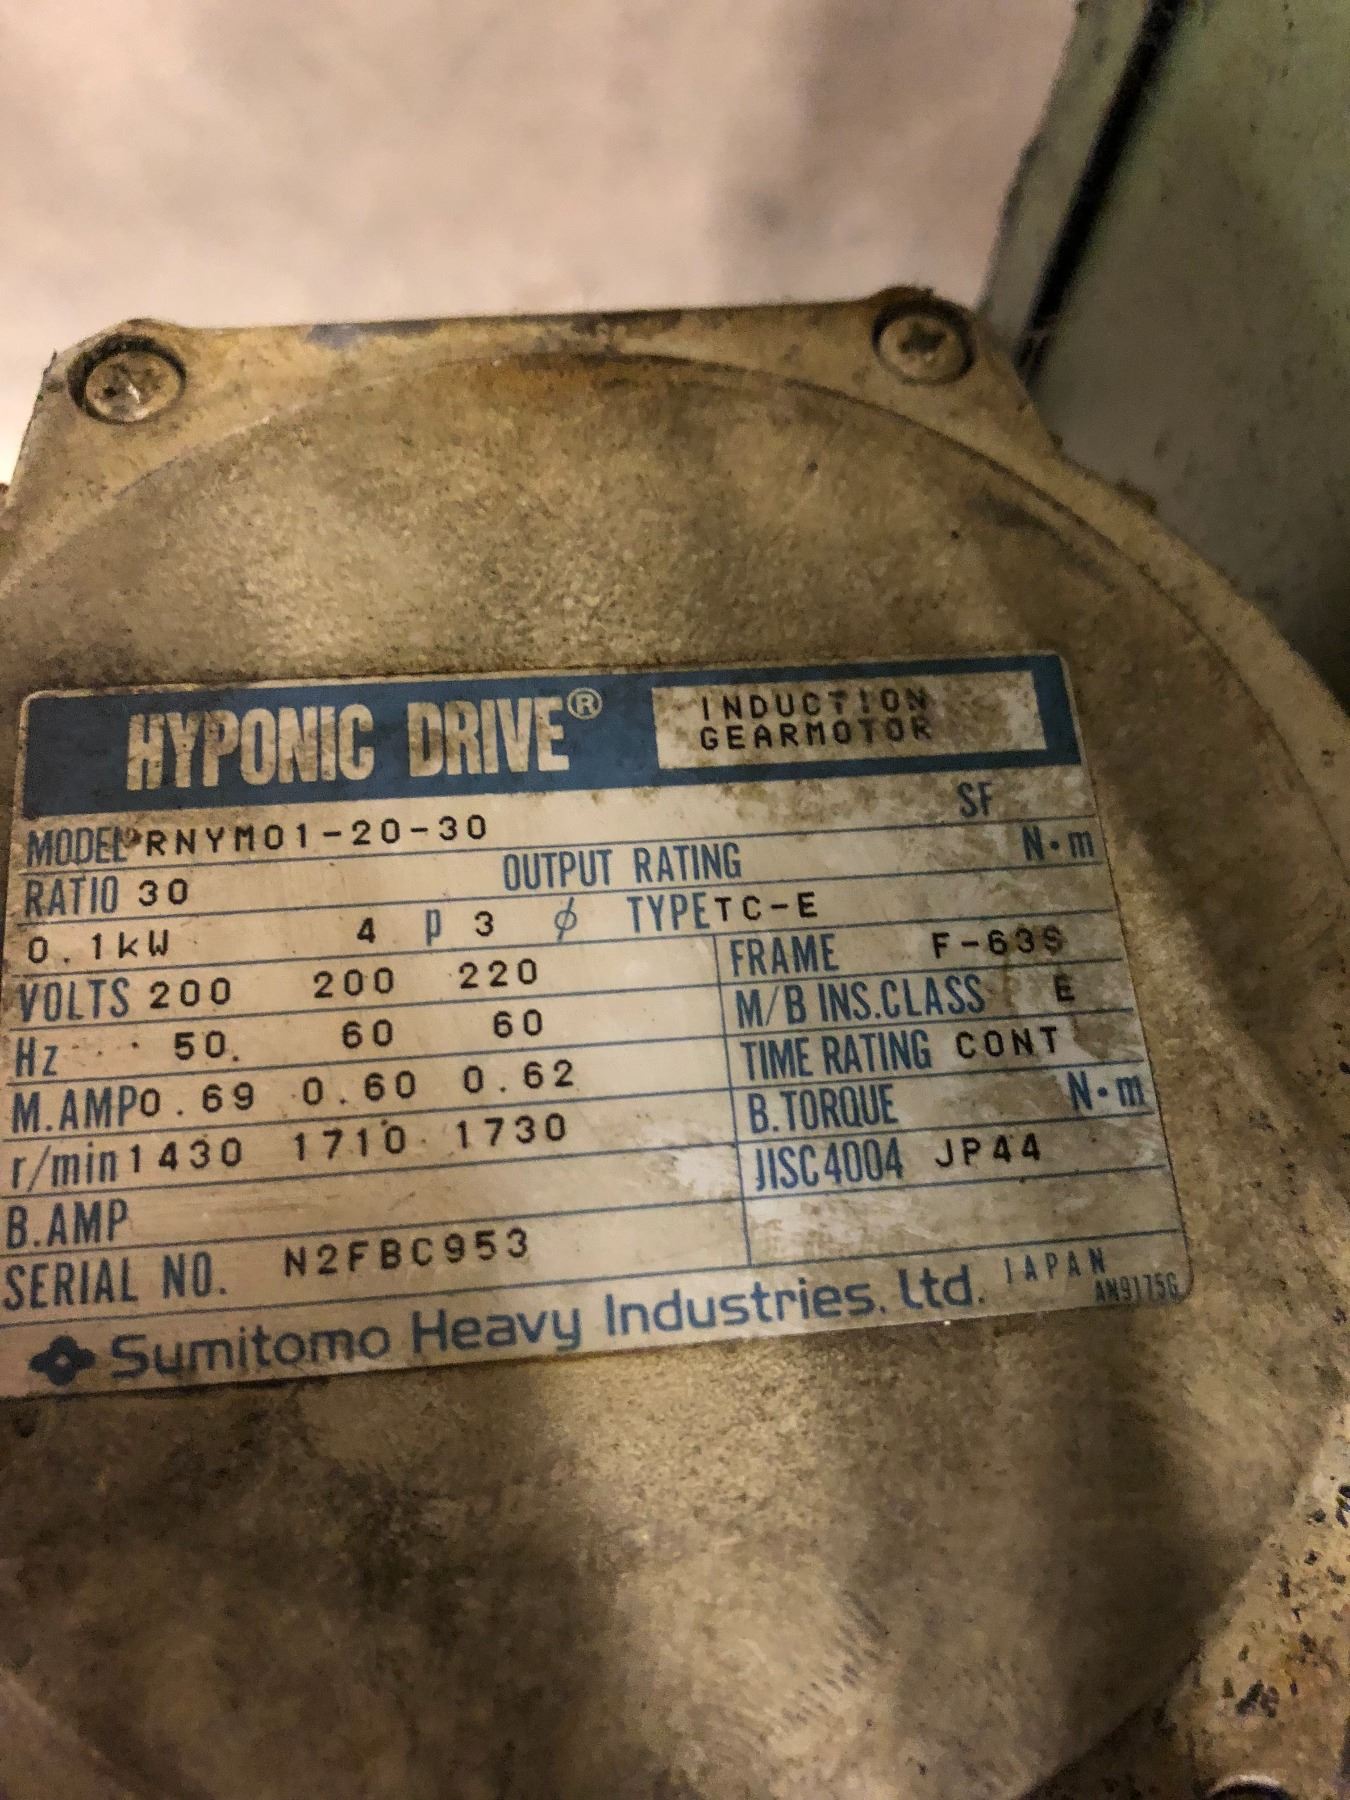 HYPONIC DRIVE® INDUCTION GEARMOTOR
MODEL RNYM01-20-30 SF
RATIO 30 OUTPUT RATING N·m
0.1kW 4 P 3 ϕ TYPE TC-E
VOLTS 200 200 220 FRAME F-63S
Hz 50. 60 60 M/B INS.CLASS E
M.AMP 0.69 0.60 0.62 TIME RATING CONT
r/min 1430 1710 1730 B.TORQUE N·m
B.AMP JISC4004 JP44
SERIAL NO. N2FBC953
Sumitomo Heavy Industries, Ltd. JAPAN
AN9175G